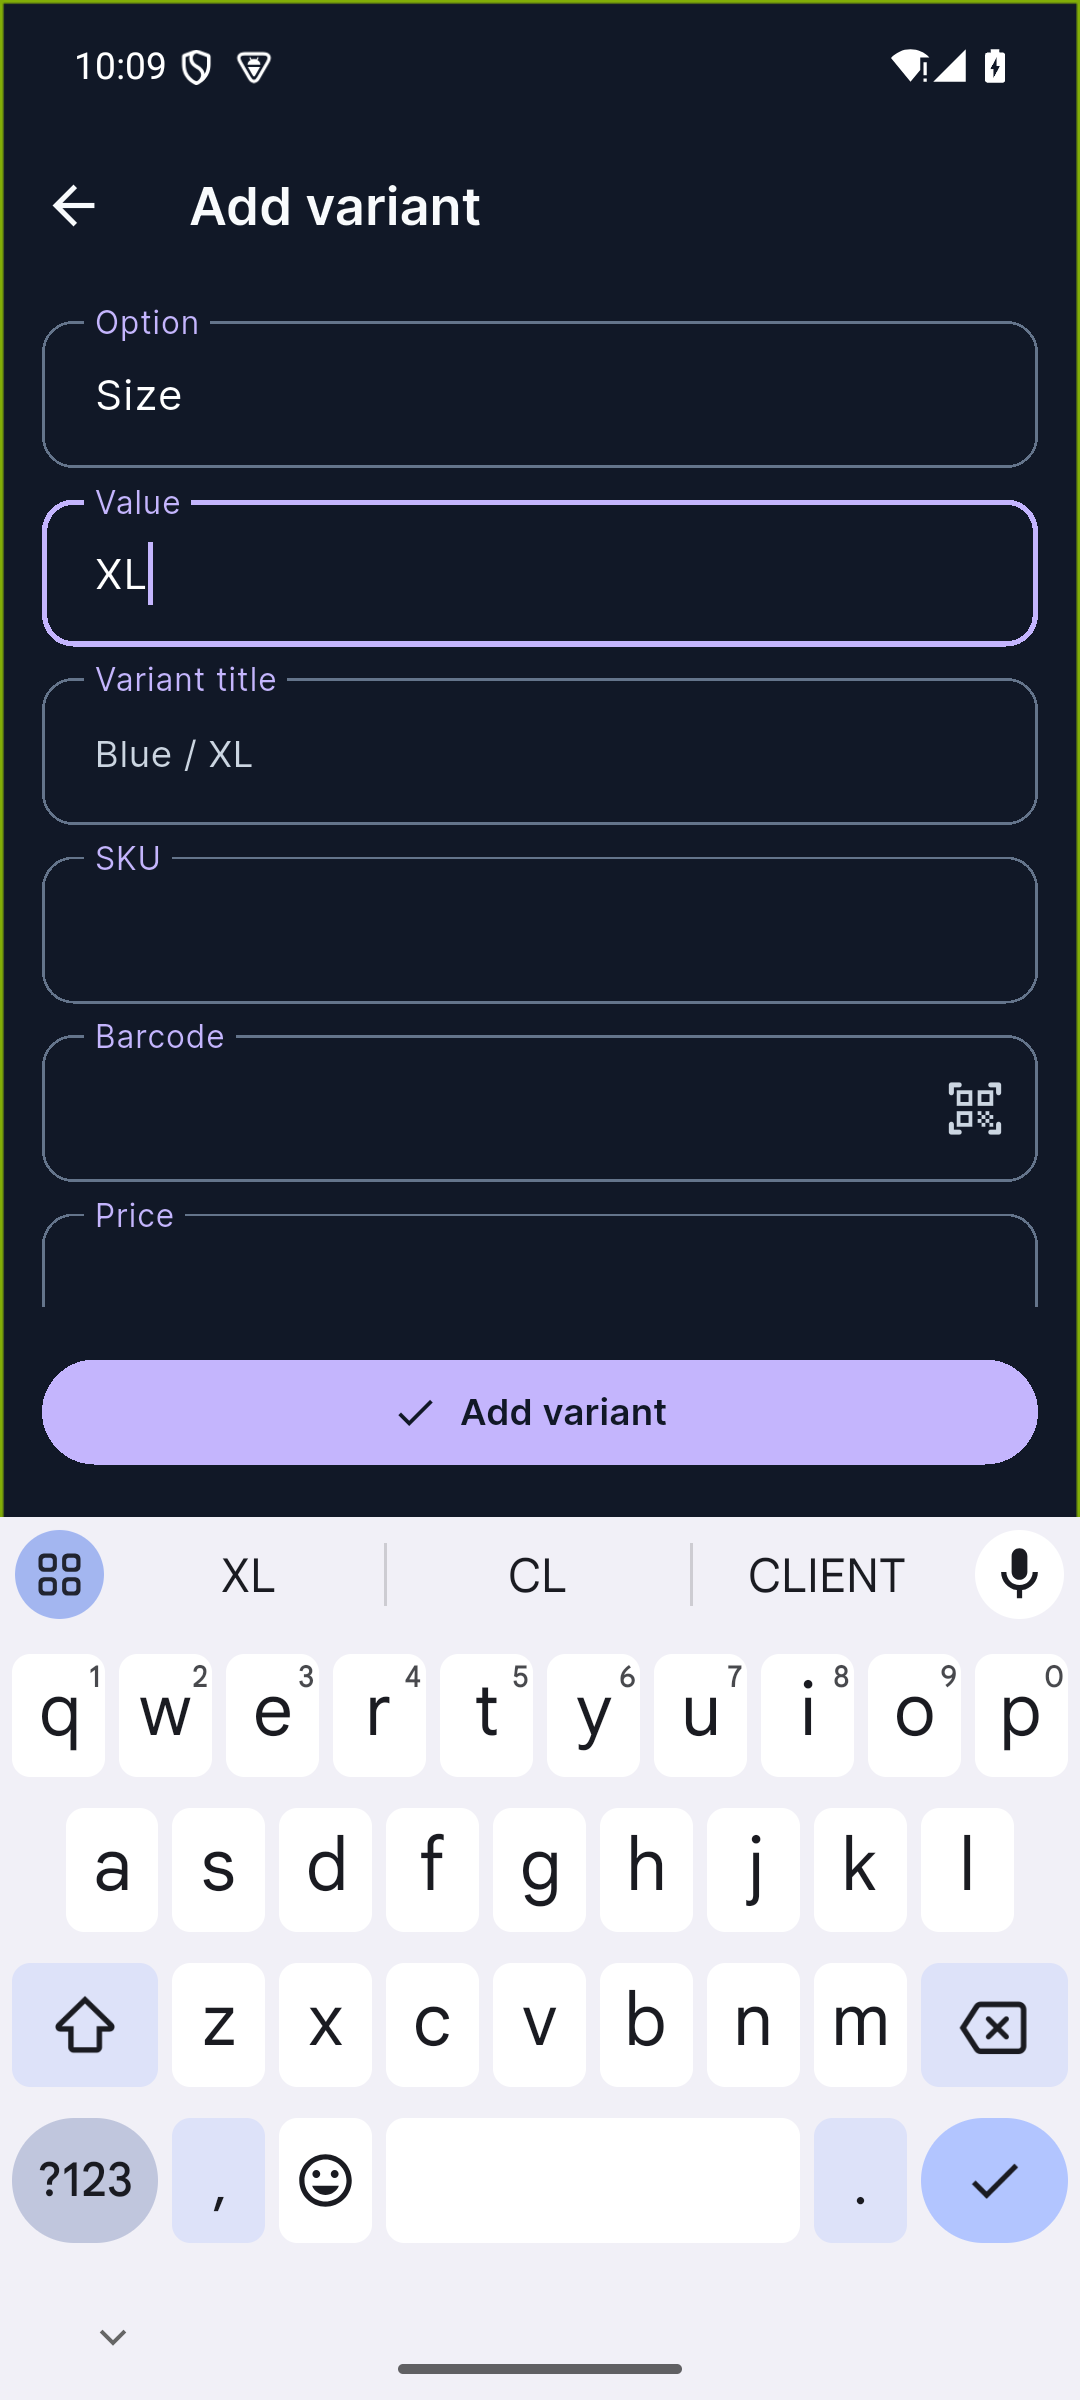 10:09
Add variant
Option
Size
Value
XL
Variant title
Blue / XL
SKU
Barcode
Price
Add variant
XL CL CLIENT
q1 w2 e3 r4 t5 y6 u7 i8 o9 p0
a s d f g h j k l
z x c v b n m
?123 , .